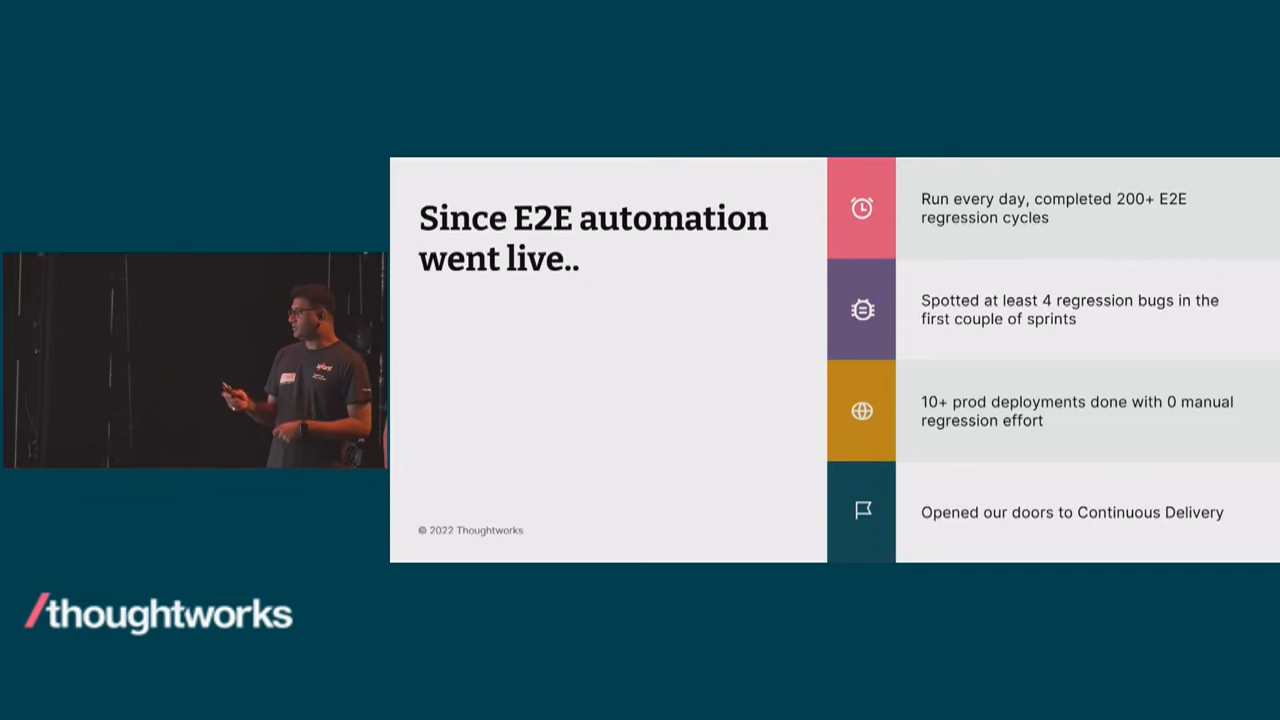 Since E2E automation
went live..
© 2022 Thoughtworks
Run every day, completed 200+ E2E
regression cycles
Spotted at least 4 regression bugs in the
first couple of sprints
10+ prod deployments done with 0 manual
regression effort
Opened our doors to Continuous Delivery
/thoughtworks